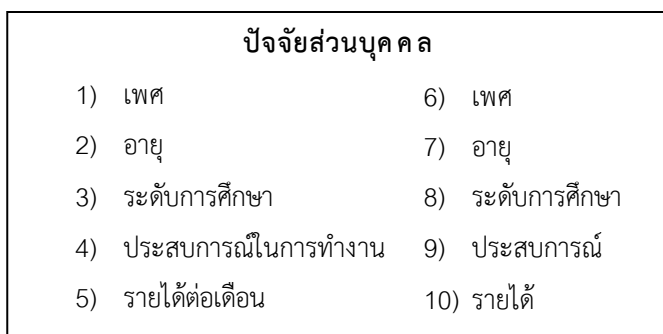 ปัจจัยส่วนบุคคล
1) เพศ
2) อายุ
3) ระดับการศึกษา
4) ประสบการณ์ในการทำงาน
5) รายได้ต่อเดือน
6) เพศ
7) อายุ
8) ระดับการศึกษา
9) ประสบการณ์
10) รายได้